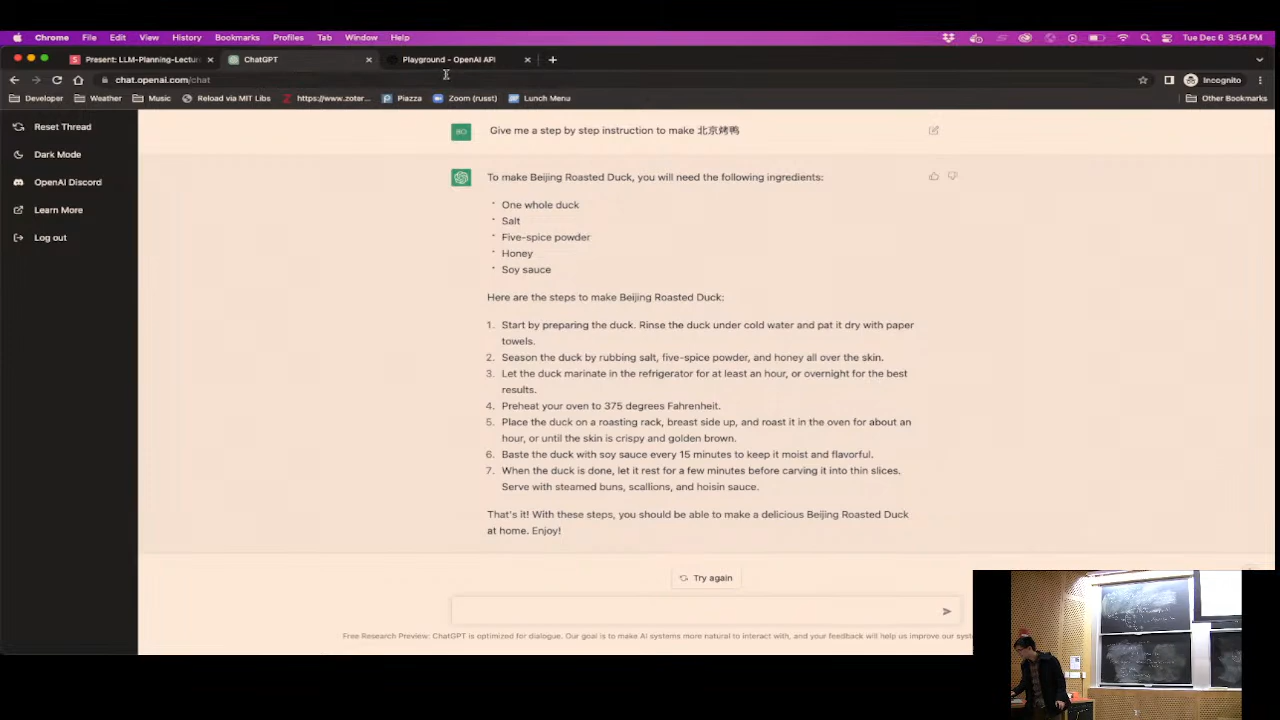 Chrome File Edit View History Bookmarks Profiles Tab Window Help Tue Dec 6 3:54 PM
Present: LLM-Planning-Lectur ChatGPT Playground - OpenAI API
chat.openai.com/chat Incognito
Developer Weather Music Reload via MIT Libs https://www.zoter... Piazza Zoom (russt) Lunch Menu Other Bookmarks
Reset Thread
Dark Mode
OpenAI Discord
Learn More
Log out
BO Give me a step by step instruction to make 北京烤鸭
To make Beijing Roasted Duck, you will need the following ingredients:
• One whole duck
• Salt
• Five-spice powder
• Honey
• Soy sauce
Here are the steps to make Beijing Roasted Duck:
1. Start by preparing the duck. Rinse the duck under cold water and pat it dry with paper
towels.
2. Season the duck by rubbing salt, five-spice powder, and honey all over the skin.
3. Let the duck marinate in the refrigerator for at least an hour, or overnight for the best
results.
4. Preheat your oven to 375 degrees Fahrenheit.
5. Place the duck on a roasting rack, breast side up, and roast it in the oven for about an
hour, or until the skin is crispy and golden brown.
6. Baste the duck with soy sauce every 15 minutes to keep it moist and flavorful.
7. When the duck is done, let it rest for a few minutes before carving it into thin slices.
Serve with steamed buns, scallions, and hoisin sauce.
That's it! With these steps, you should be able to make a delicious Beijing Roasted Duck
at home. Enjoy!
Try again
Free Research Preview: ChatGPT is optimized for dialogue. Our goal is to make AI systems more natural to interact with, and your feedback will help us improve our syst